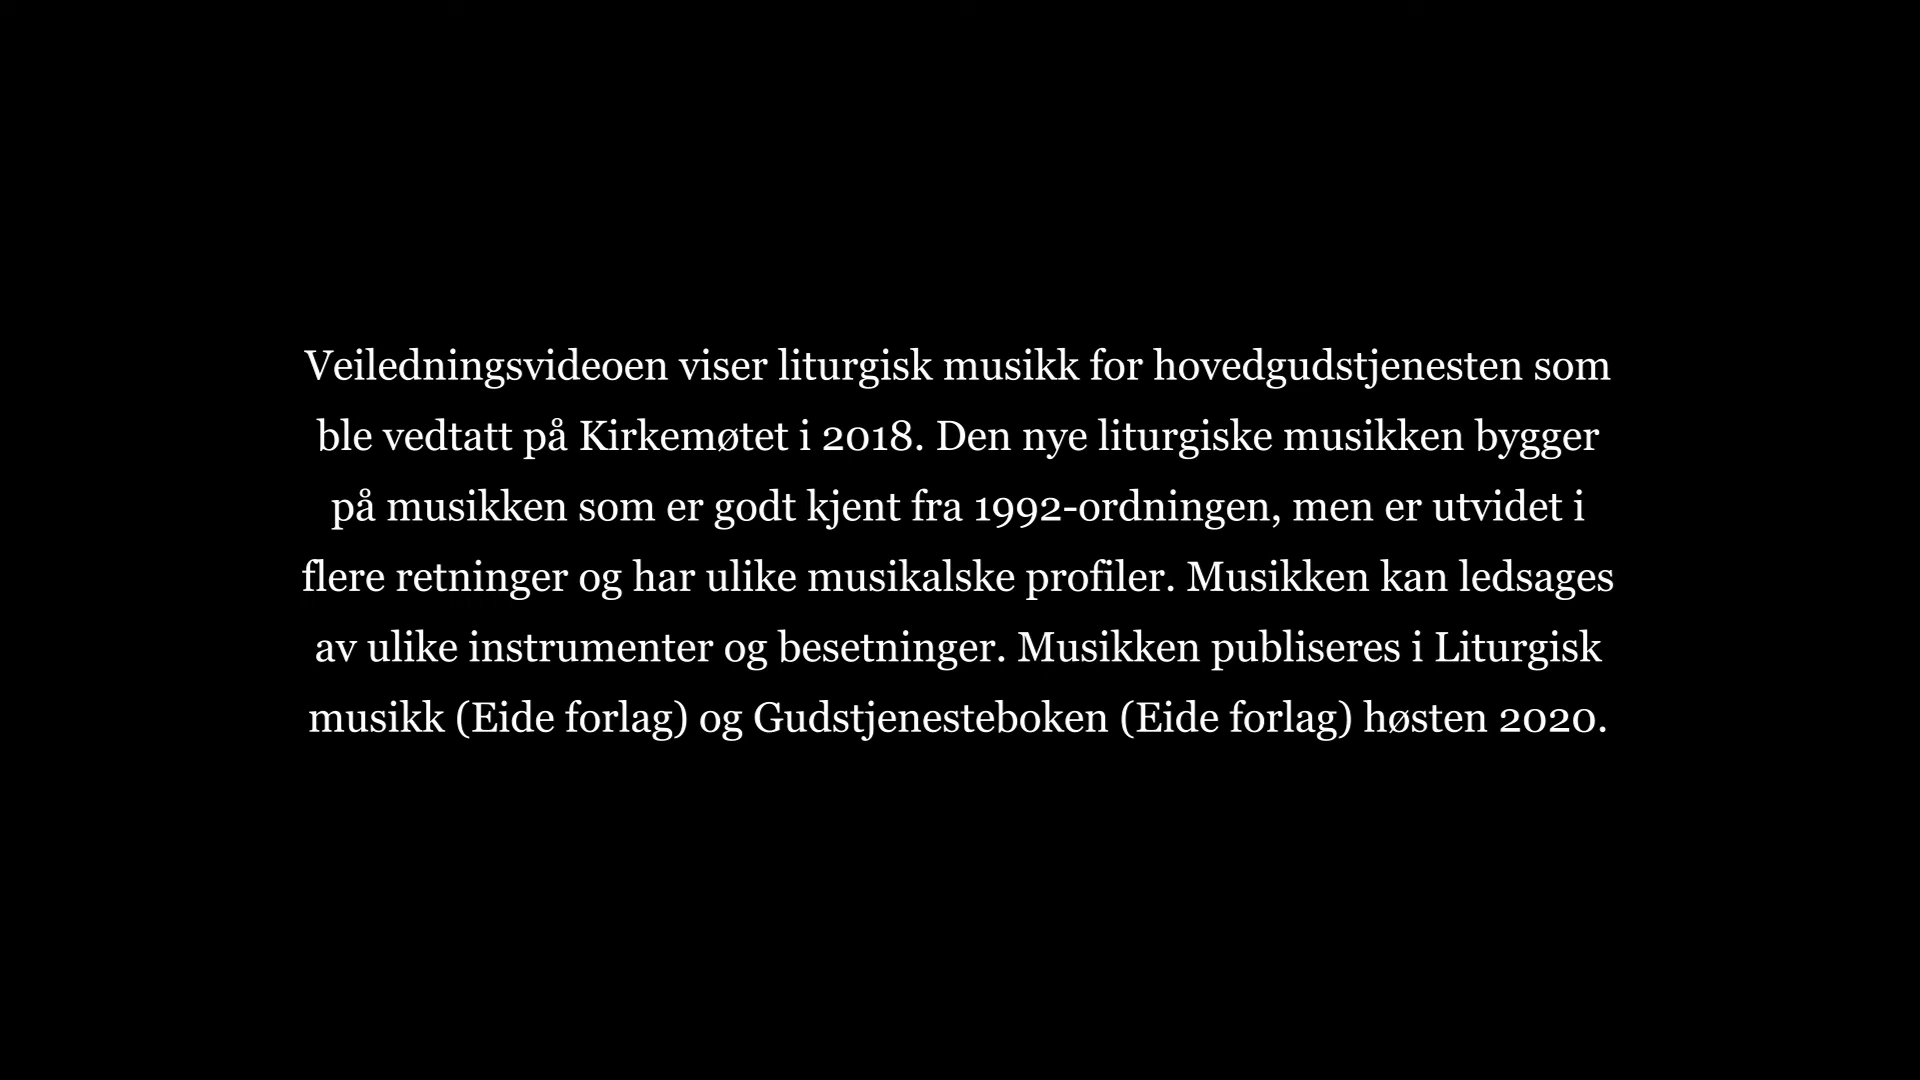 Veiledningsvideoen viser liturgisk musikk for hovedgudstjenesten som
ble vedtatt på Kirkemøtet i 2018. Den nye liturgiske musikken bygger
på musikken som er godt kjent fra 1992-ordningen, men er utvidet i
flere retninger og har ulike musikalske profiler. Musikken kan ledsages
av ulike instrumenter og besetninger. Musikken publiseres i Liturgisk
musikk (Eide forlag) og Gudstjenesteboken (Eide forlag) høsten 2020.